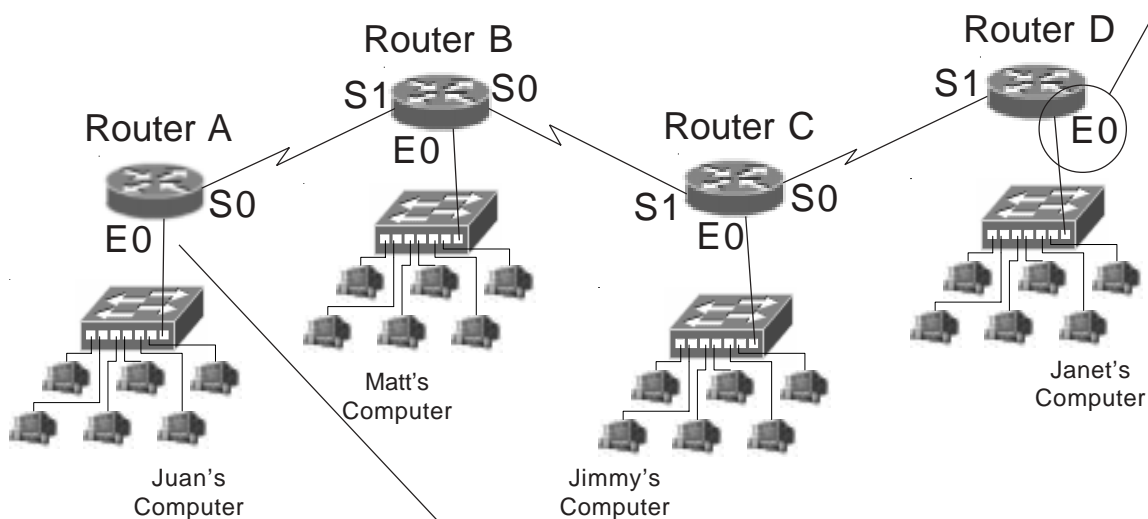 Router A
S0
E0
Juan's
Computer
Router B
S1
S0
E0
Matt's
Computer
Router C
S1
S0
E0
Jimmy's
Computer
Router D
S1
E0
Janet's
Computer